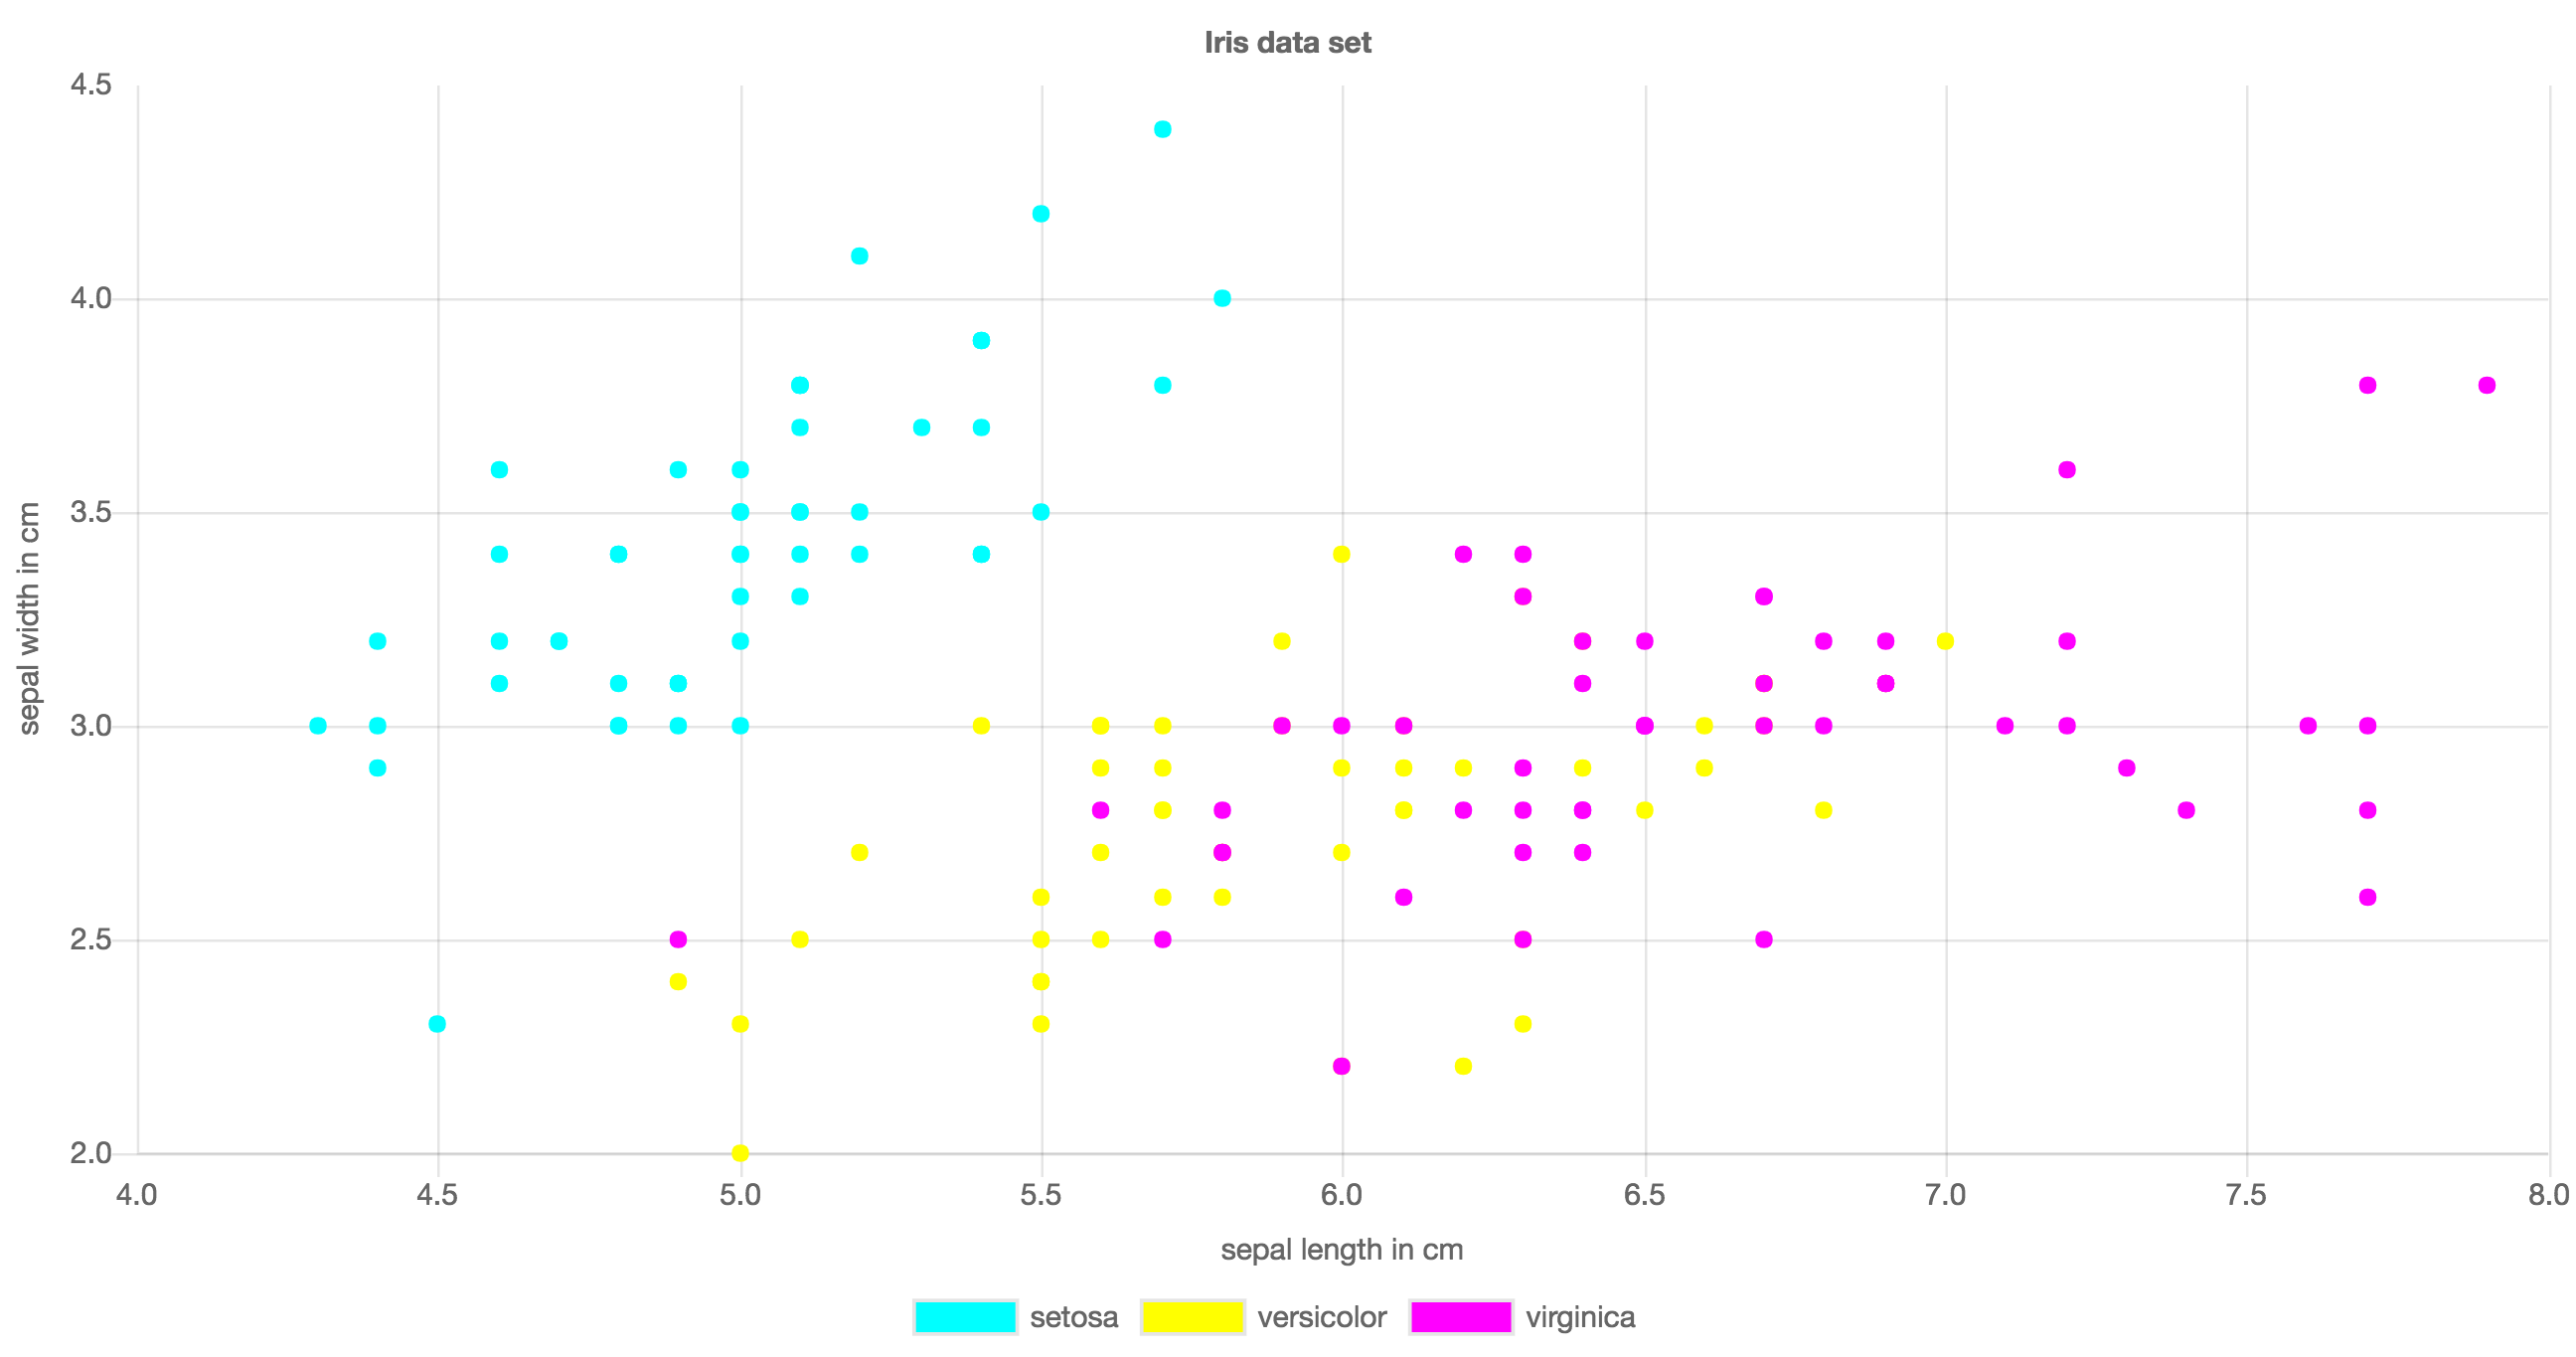 Iris data set
4.5
4.0
3.5
3.0
2.5
2.0
sepal width in cm
4.0 4.5 5.0 5.5 6.0 6.5 7.0 7.5 8.0
sepal length in cm
setosa versicolor virginica